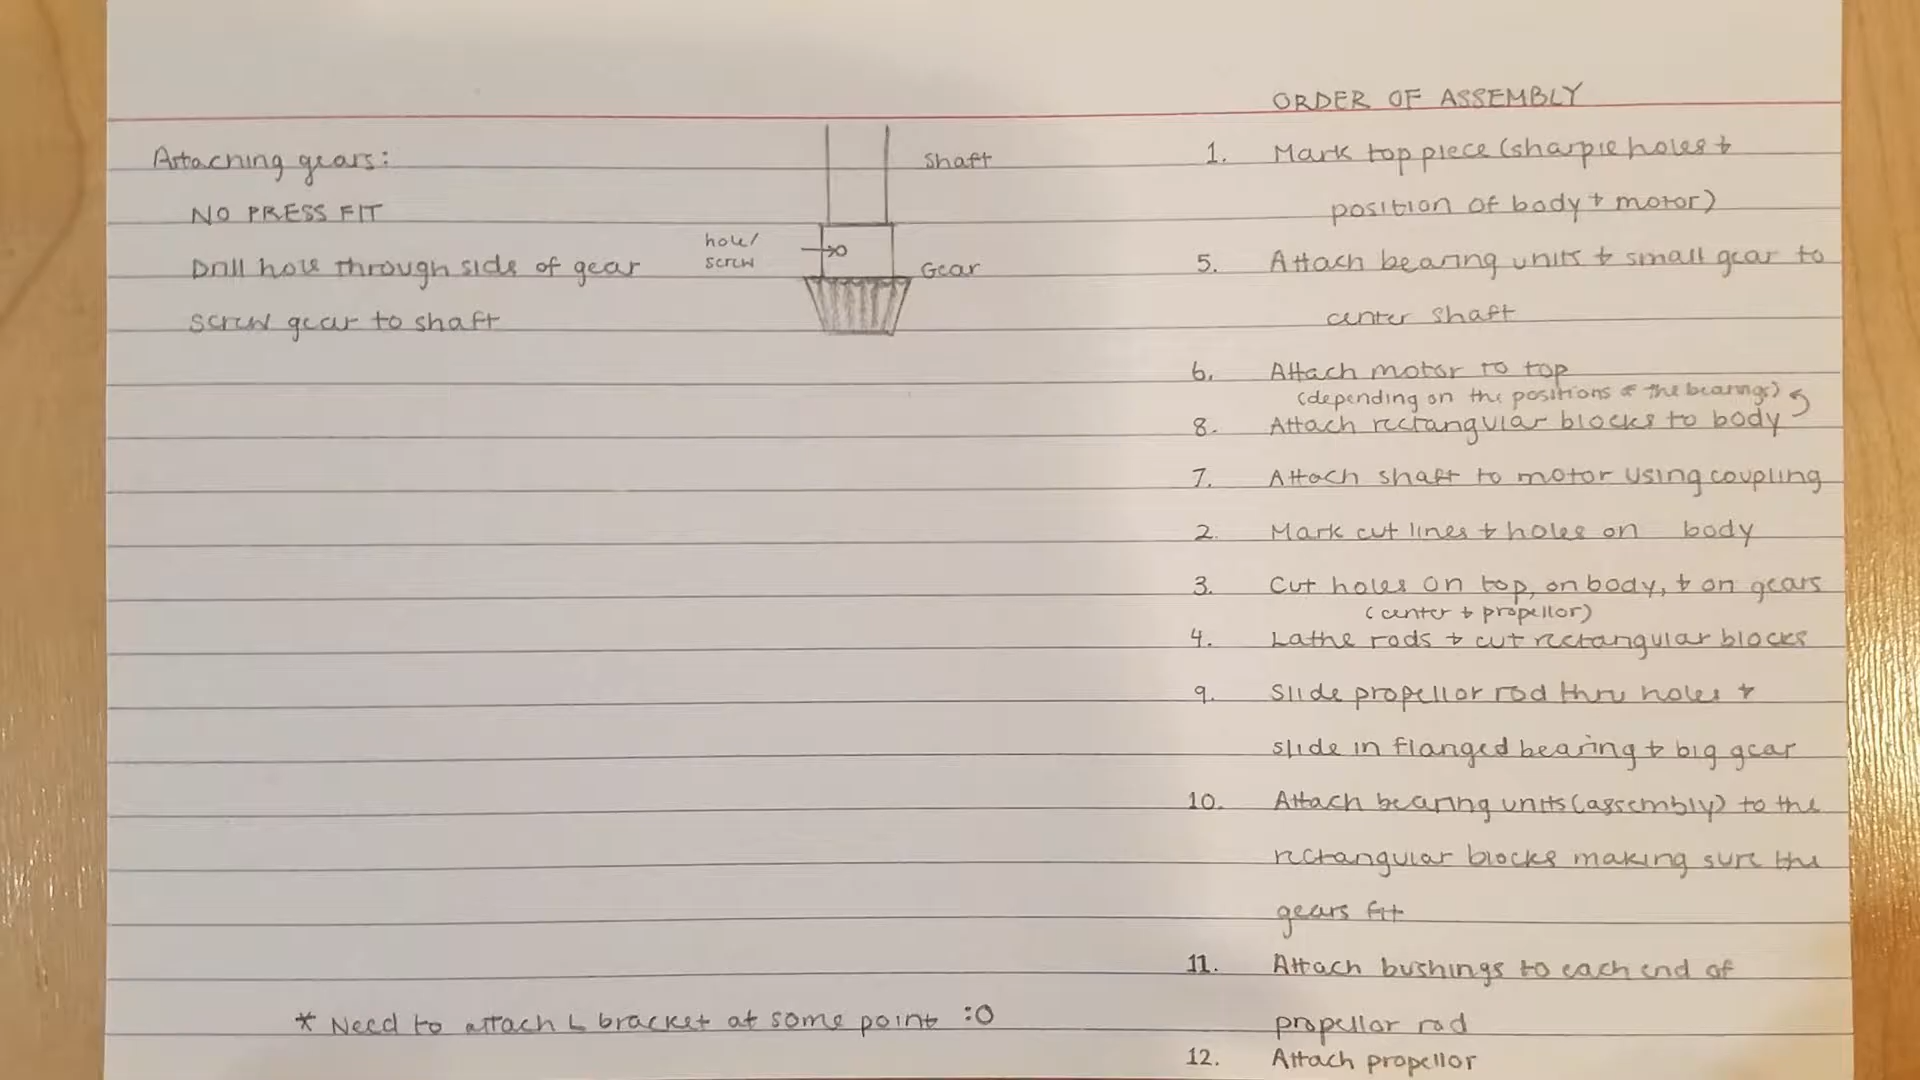 Attaching gears:
NO PRESS FIT
Drill hole through side of gear
screw gear to shaft
Shaft
hole/
screw
Gear
* Need to attach L bracket at some point :O
ORDER OF ASSEMBLY
1. Mark top piece (sharpie holes +
position of body + motor)
5. Attach bearing units + small gear to
center shaft
6. Attach motor to top
(depending on the positions of the bearings)
8. Attach rectangular blocks to body
7. Attach shaft to motor using coupling
2. Mark cut lines + holes on body
3. Cut holes on top, on body, + on gears
(center + propellor)
4. Lathe rods + cut rectangular blocks
9. Slide propellor rod thru holes +
slide in flanged bearing + big gear
10. Attach bearing units (assembly) to the
rectangular blocks making sure the
gears fit
11. Attach bushings to each end of
propellor rod
12. Attach propellor